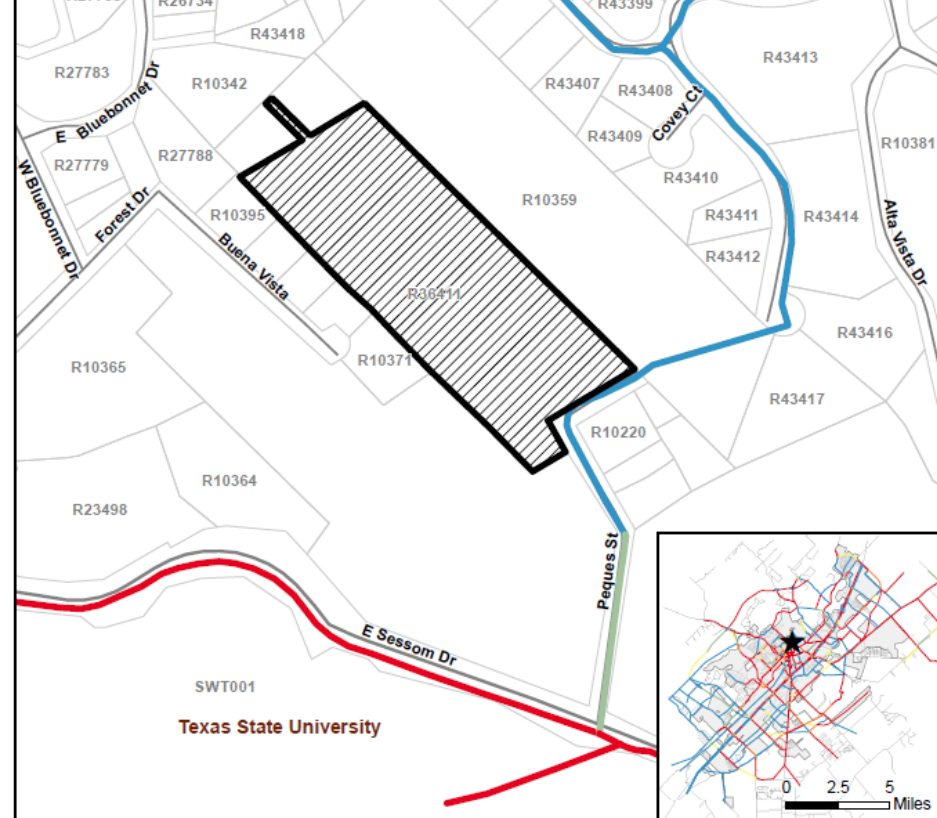 R26734
R43399
R43418
R43413
R27783
R10342
R43407
R43408
E Bluebonnet Dr
Covey Ct
R43409
R10381
R27779
R27788
R43410
W Bluebonnet Dr
R10359
Forest Dr
R10395
R43411
R43414
Alta Vista Dr
R43412
Buena Vista
R36411
R43416
R10371
R10365
R43417
R10220
R10364
R23498
Peques St
E Sessom Dr
SWT001
Texas State University
0 2.5 5
Miles